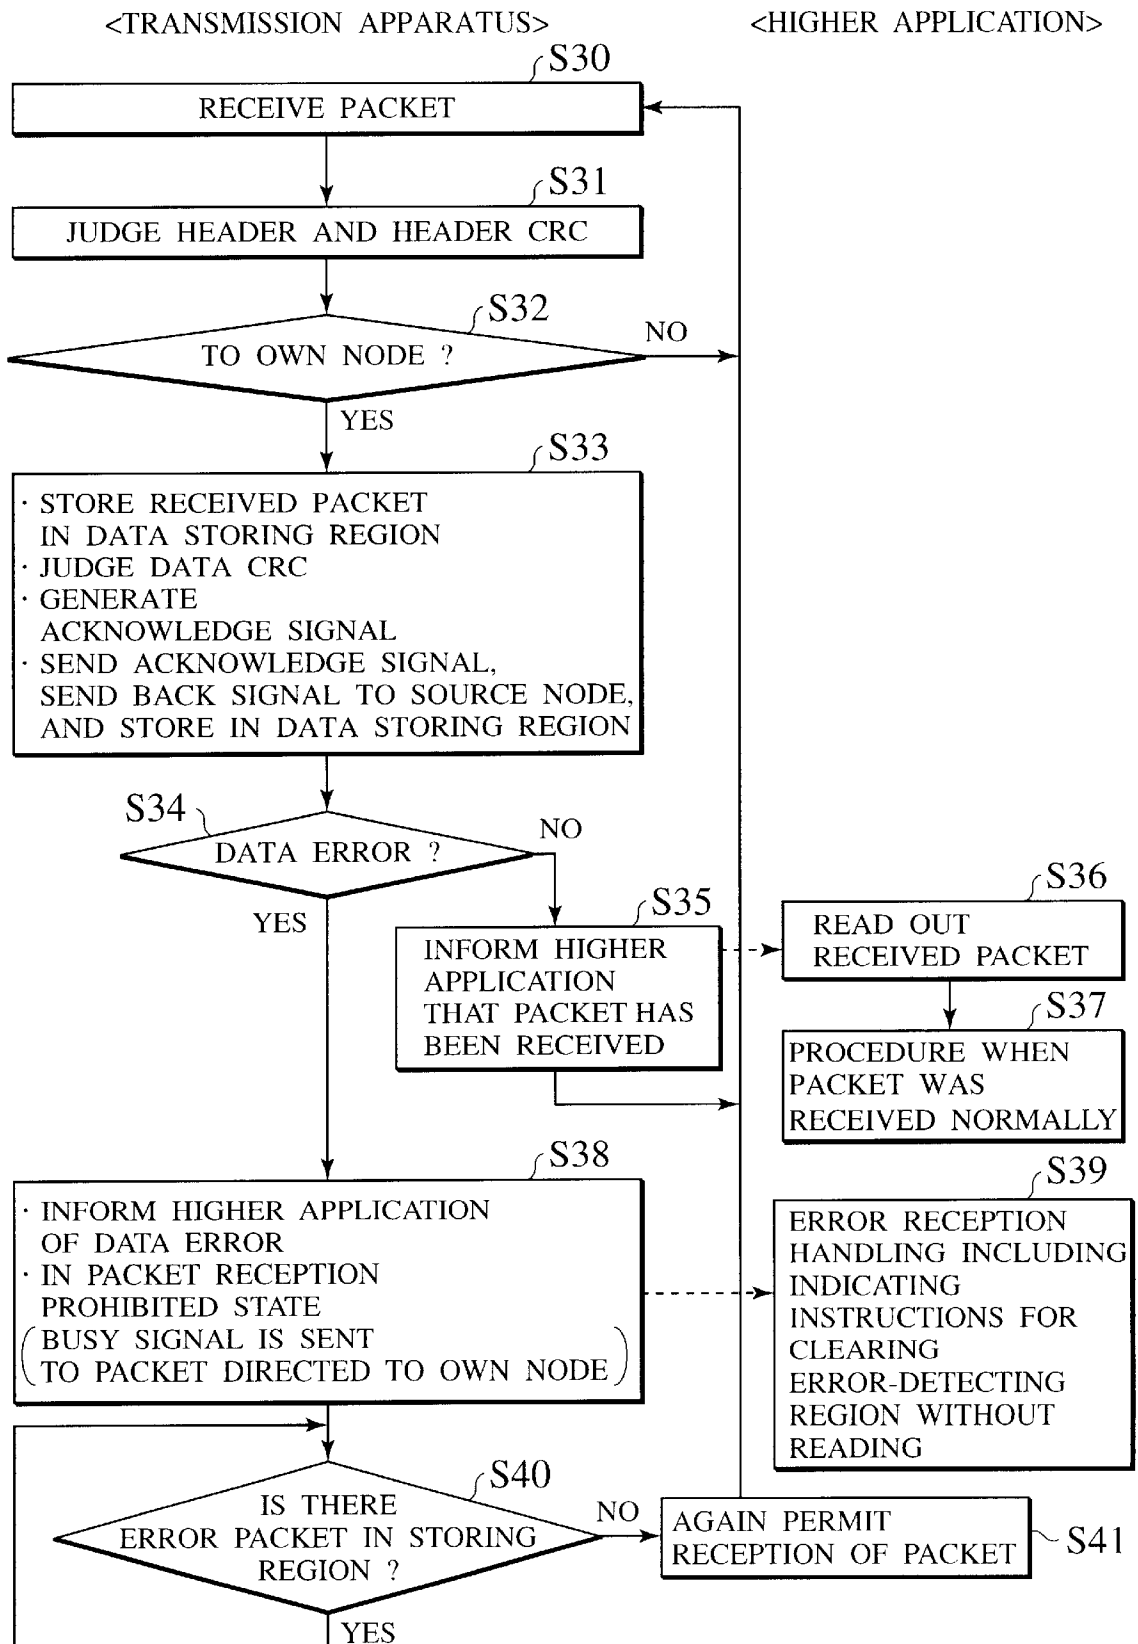 <TRANSMISSION APPARATUS>
<HIGHER APPLICATION>
S30
RECEIVE PACKET
S31
JUDGE HEADER AND HEADER CRC
S32
TO OWN NODE ?
NO
YES
S33
· STORE RECEIVED PACKET
IN DATA STORING REGION
· JUDGE DATA CRC
· GENERATE
ACKNOWLEDGE SIGNAL
· SEND ACKNOWLEDGE SIGNAL,
SEND BACK SIGNAL TO SOURCE NODE,
AND STORE IN DATA STORING REGION
S34
DATA ERROR ?
NO
YES
S35
INFORM HIGHER
APPLICATION
THAT PACKET HAS
BEEN RECEIVED
S36
READ OUT
RECEIVED PACKET
S37
PROCEDURE WHEN
PACKET WAS
RECEIVED NORMALLY
S38
· INFORM HIGHER APPLICATION
OF DATA ERROR
· IN PACKET RECEPTION
PROHIBITED STATE
(BUSY SIGNAL IS SENT
TO PACKET DIRECTED TO OWN NODE)
S39
ERROR RECEPTION
HANDLING INCLUDING
INDICATING
INSTRUCTIONS FOR
CLEARING
ERROR-DETECTING
REGION WITHOUT
READING
S40
IS THERE
ERROR PACKET IN STORING
REGION ?
NO
YES
AGAIN PERMIT
RECEPTION OF PACKET
S41